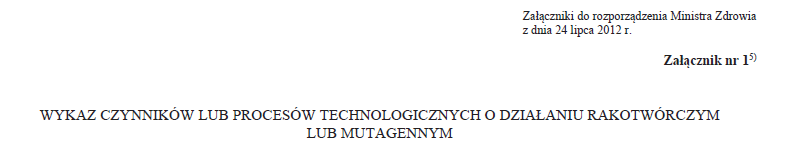 Załączniki do rozporządzenia Ministra Zdrowia
z dnia 24 lipca 2012 r.
Załącznik nr 1⁵⁾
WYKAZ CZYNNIKÓW LUB PROCESÓW TECHNOLOGICZNYCH O DZIAŁANIU RAKOTWÓRCZYM
LUB MUTAGENNYM